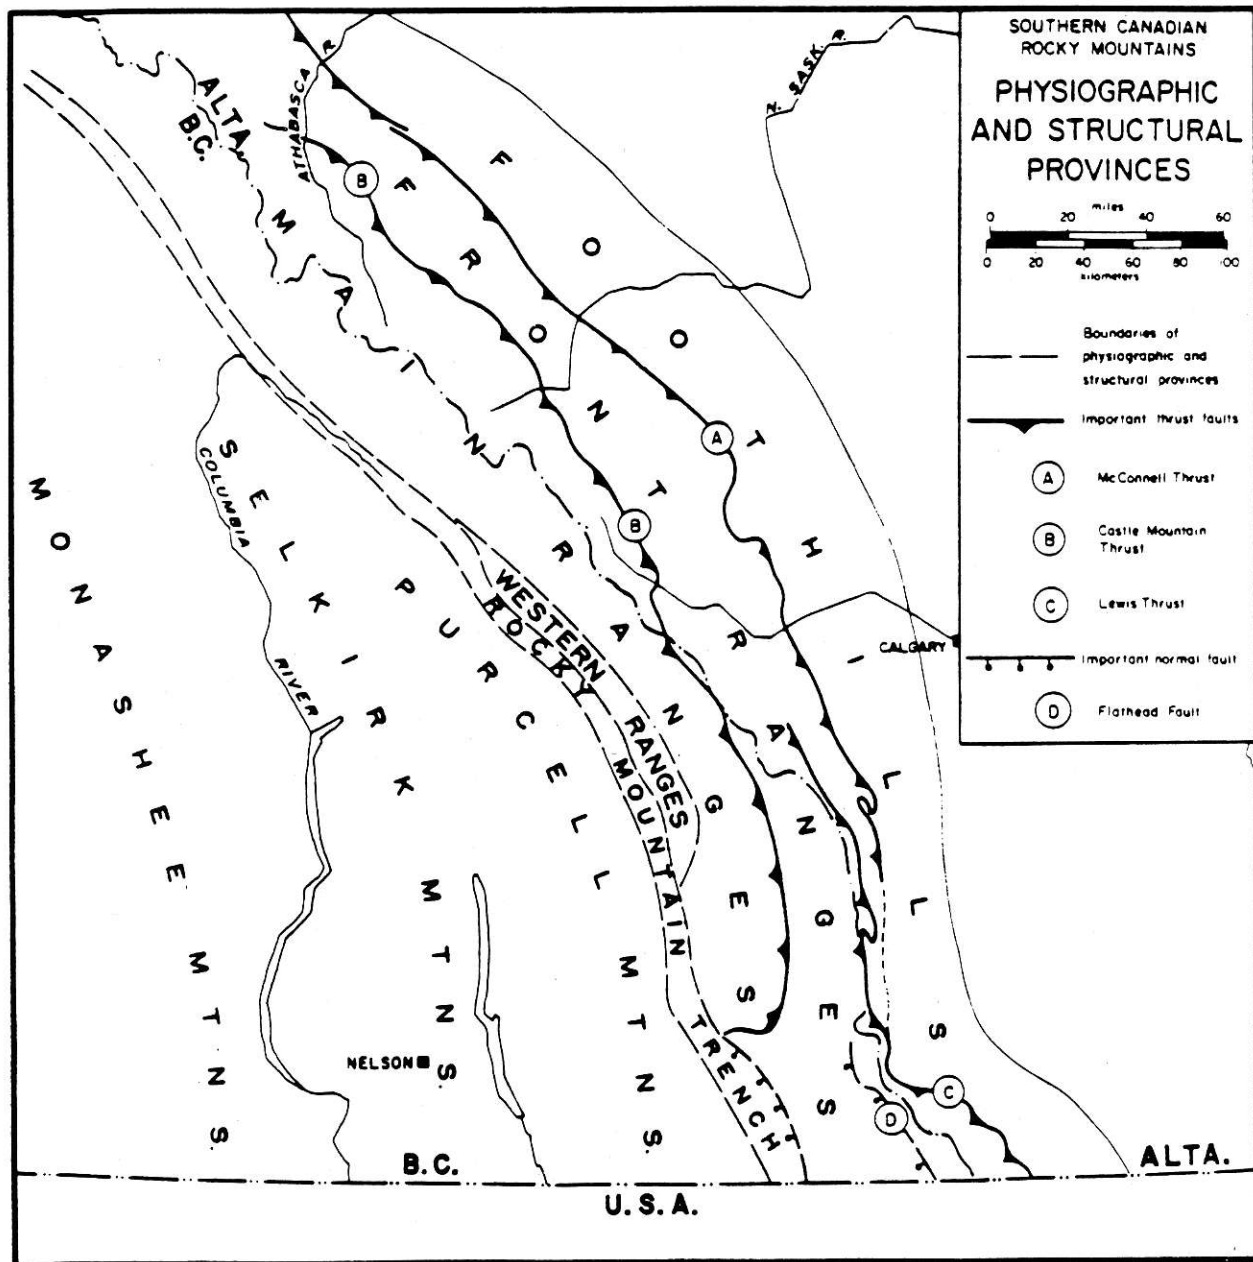 SOUTHERN CANADIAN
ROCKY MOUNTAINS
PHYSIOGRAPHIC
AND STRUCTURAL
PROVINCES
miles
0 20 40 60
0 20 40 60 80 100
kilometers
Boundaries of
physiographic and
structural provinces
Important thrust faults
A McConnell Thrust
B Castle Mountain
Thrust
C Lewis Thrust
Important normal fault
D Flathead Fault
ALTA.
B.C.
ATHABASCA R.
N. SASK. R.
FOOTHILLS
FRONT RANGES
MAIN RANGES
WESTERN RANGES
ROCKY MOUNTAIN TRENCH
PURCELL MTNS.
SELKIRK MTNS.
MONASHEE MTNS.
COLUMBIA RIVER
B
A
B
CALGARY
NELSON
C
D
B.C.
ALTA.
U.S.A.